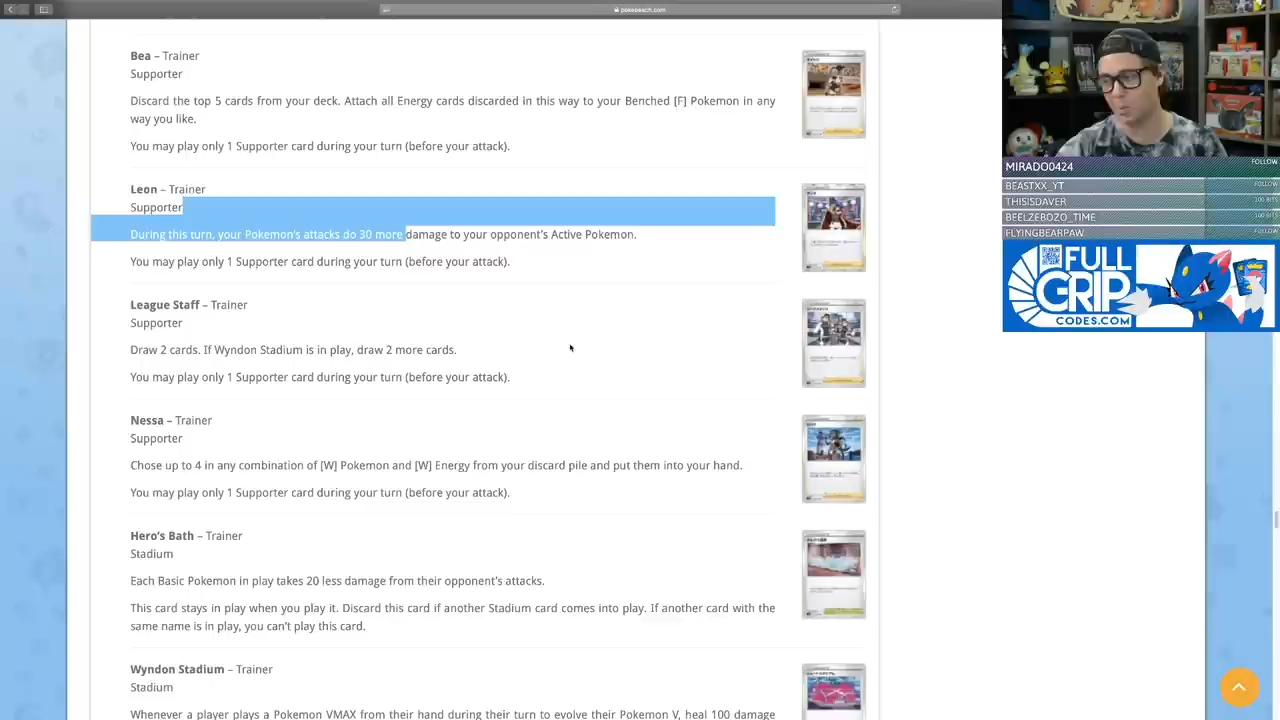 pokebeach.com
Bea – Trainer
Supporter
Discard the top 5 cards from your deck. Attach all Energy cards discarded in this way to your Benched [F] Pokemon in any
way you like.
You may play only 1 Supporter card during your turn (before your attack).
Leon – Trainer
Supporter
this turn, your Pokemon's attacks do 30 more damage to your opponent's Active Pokemon.
You may play only 1 Supporter card during your turn (before your attack).
League Staff – Trainer
Supporter
Draw 2 cards. If Wyndon Stadium is in play, draw 2 more cards.
You may play only 1 Supporter card during your turn (before your attack).
Nessa – Trainer
Supporter
Chose up to 4 in any combination of [W] Pokemon and [W] Energy from your discard pile and put them into your hand.
You may play only 1 Supporter card during your turn (before your attack).
Hero's Bath – Trainer
Stadium
Each Basic Pokemon in play takes 20 less damage from their opponent's attacks.
This card stays in play when you play it. Discard this card if another Stadium card comes into play. If another card with the
same name is in play, you can't play this card.
Wyndon Stadium – Trainer
Stadium
Whenever a player plays a Pokemon VMAX from their hand during their turn to evolve their Pokemon V, heal 100 damage
MIRADO0424 FOLLOW
BEASTXX_YT FOLLOW
THISISDAVER 100 BITS
BEELZEBOZO_TIME 100 BITS
FLYINGBEARPAW FOLLOW
FULL
GRIP
CODES.COM